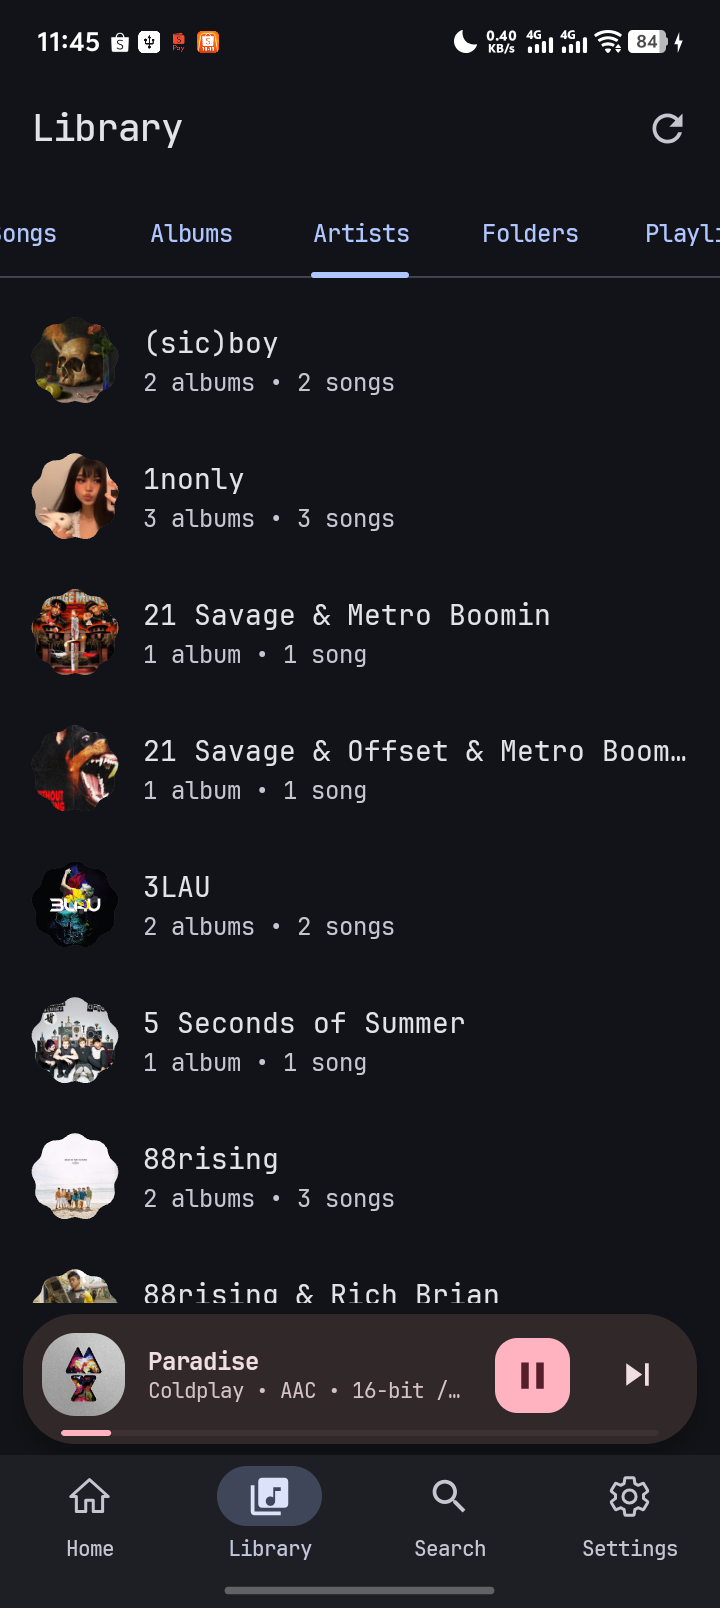 11:45
0.40 KB/s 4G 4G 84
Library
Songs Albums Artists Folders Playli
(sic)boy
2 albums • 2 songs
1nonly
3 albums • 3 songs
21 Savage & Metro Boomin
1 album • 1 song
21 Savage & Offset & Metro Boom…
1 album • 1 song
3LAU
3LAU
2 albums • 2 songs
5 Seconds of Summer
1 album • 1 song
88rising
2 albums • 3 songs
88rising & Rich Brian
Paradise
Coldplay • AAC • 16-bit /…
Home Library Search Settings